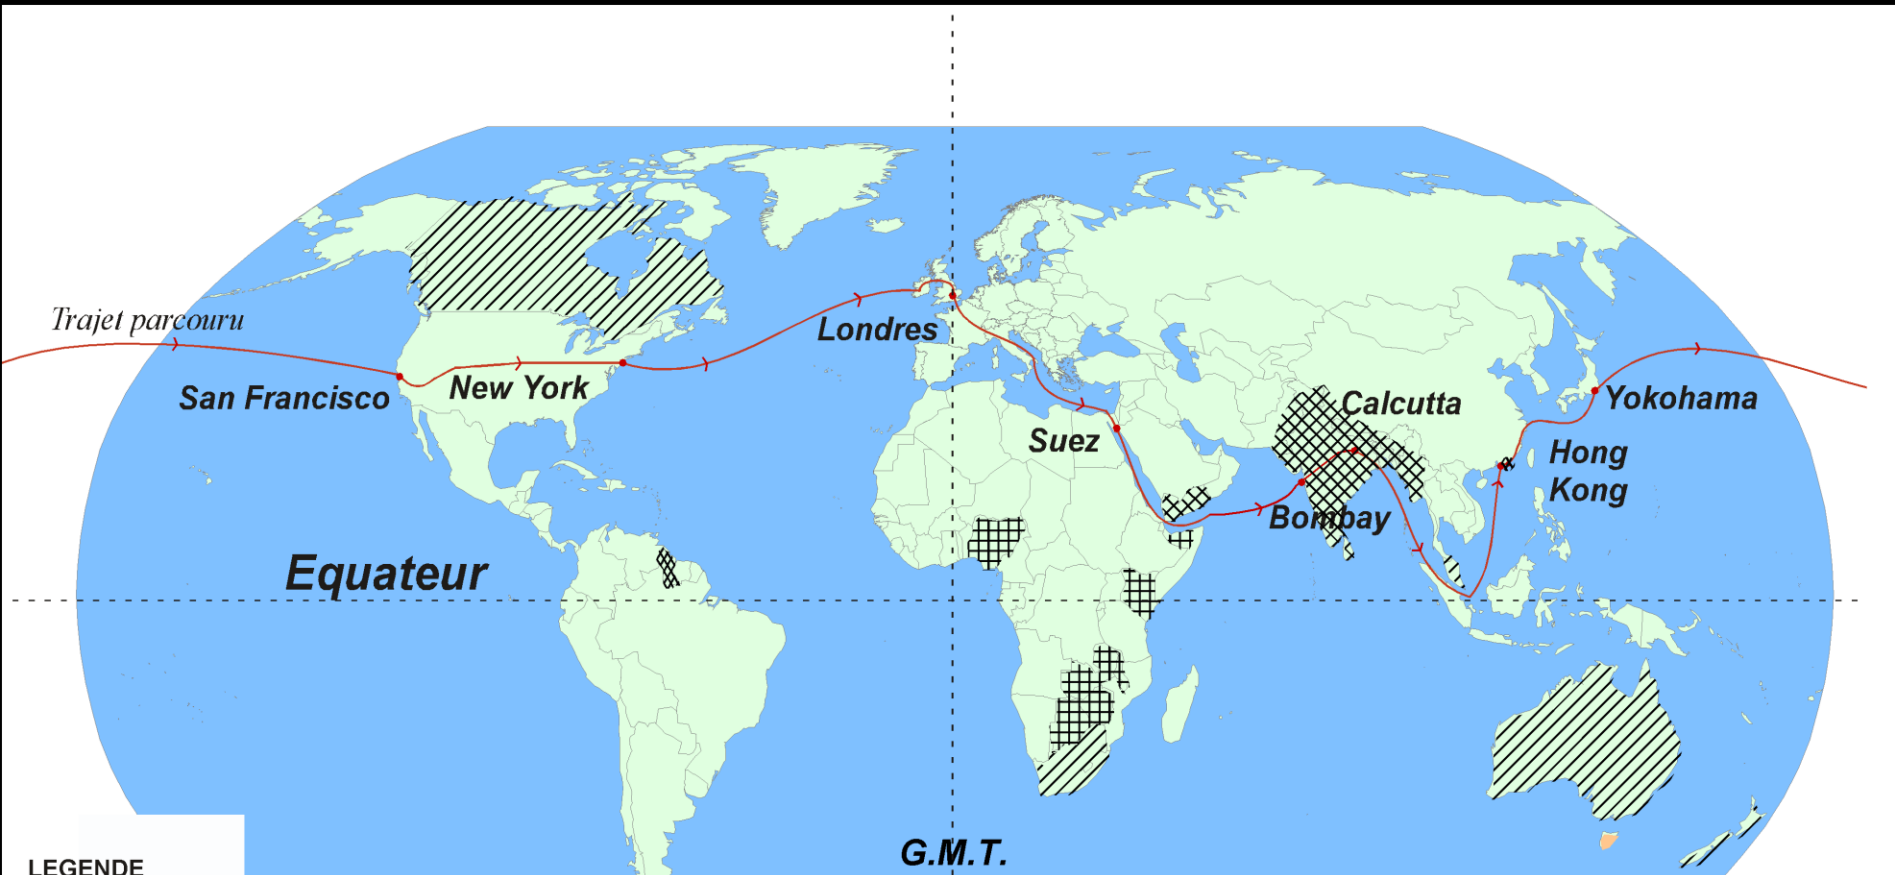 Trajet parcouru
Londres
San Francisco
New York
Calcutta
Yokohama
Suez
Hong
Kong
Bombay
Equateur
G.M.T.
LEGENDE